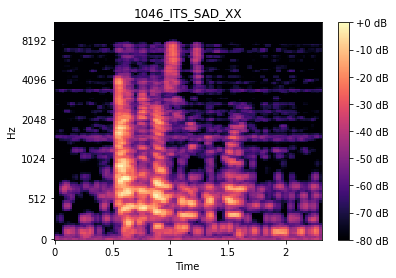 1046_ITS_SAD_XX
+0 dB
8192
-10 dB
4096
-20 dB
-30 dB
2048
Hz
-40 dB
1024
-50 dB
-60 dB
512
-70 dB
0
-80 dB
0
0.5
1
1.5
2
Time